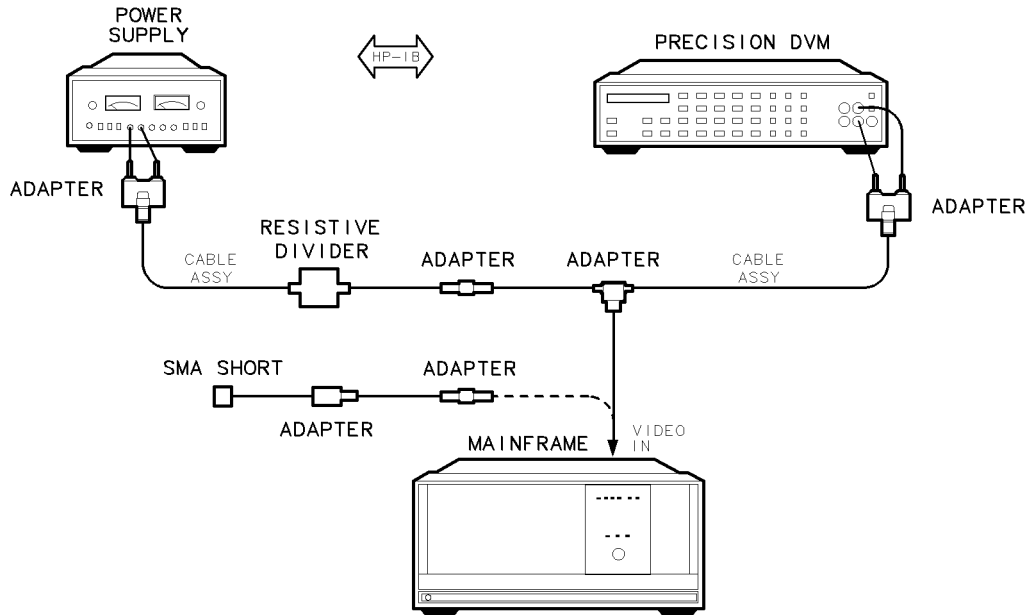 POWER
SUPPLY
HP-IB
PRECISION DVM
ADAPTER
ADAPTER
RESISTIVE
DIVIDER
CABLE
ASSY
ADAPTER
ADAPTER
CABLE
ASSY
SMA SHORT
ADAPTER
ADAPTER
VIDEO
IN
MAINFRAME